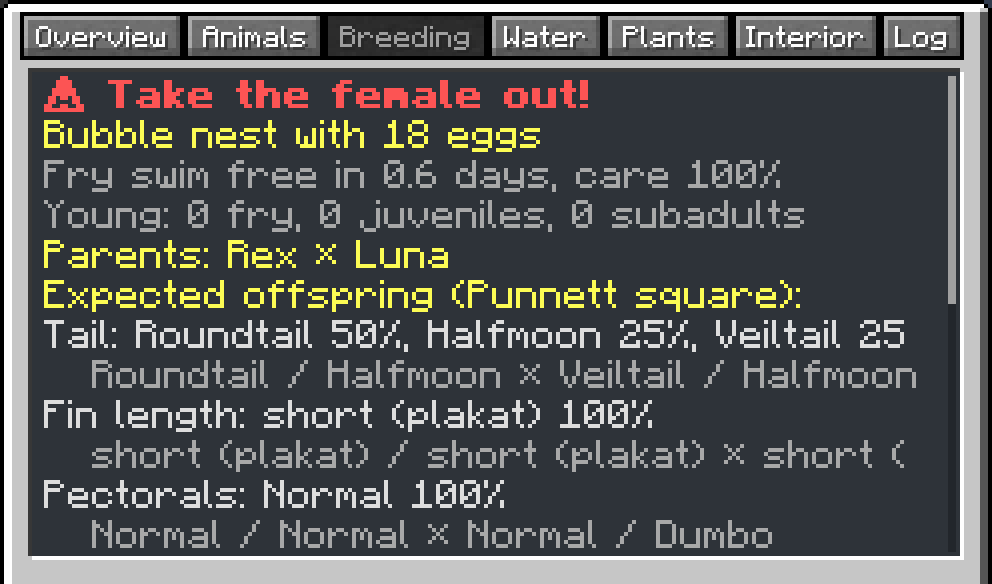 Overview Animals Breeding Water Plants Interior Log
⚠ Take the female out!
Bubble nest with 18 eggs
Fry swim free in 0.6 days, care 100%
Young: 0 fry, 0 juveniles, 0 subadults
Parents: Rex × Luna
Expected offspring (Punnett square):
Tail: Roundtail 50%, Halfmoon 25%, Veiltail 25
Roundtail / Halfmoon × Veiltail / Halfmoon
Fin length: short (plakat) 100%
short (plakat) / short (plakat) × short (
Pectorals: Normal 100%
Normal / Normal × Normal / Dumbo